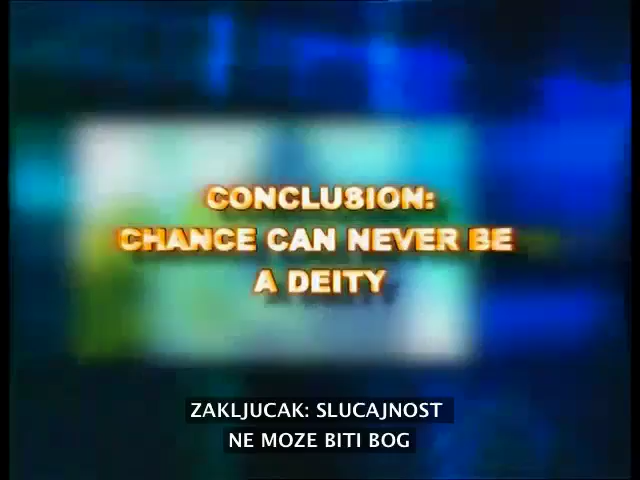 CONCLUSION:
CHANCE CAN NEVER BE
A DEITY
ZAKLJUCAK: SLUCAJNOST
NE MOZE BITI BOG